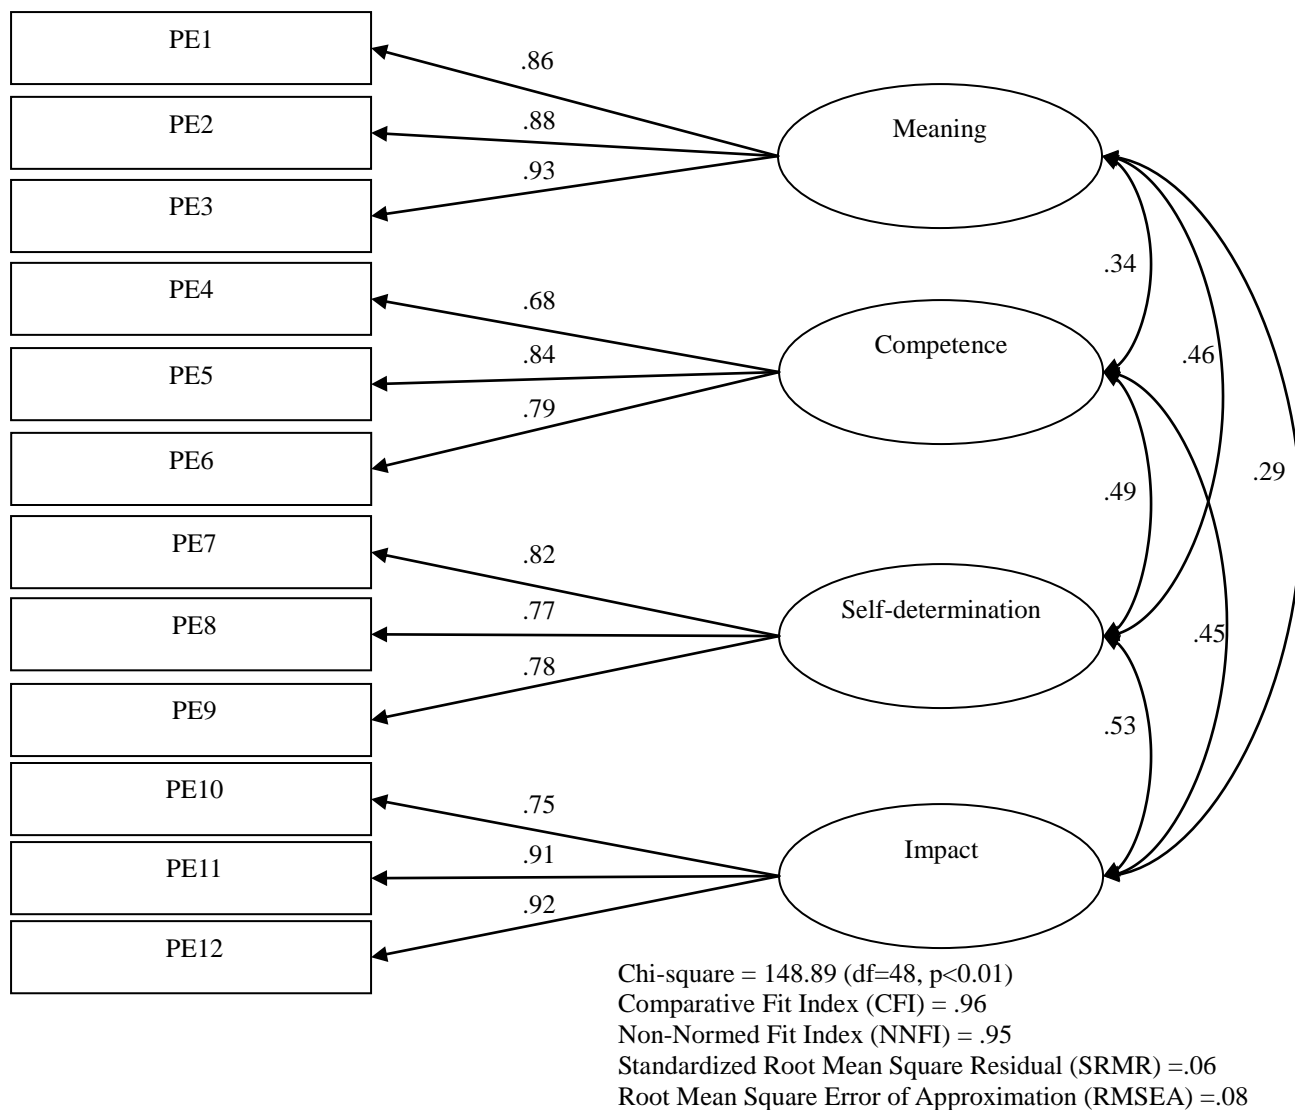 PE1
.86
PE2
.88
Meaning
PE3
.93
PE4
.68
.34
PE5
.84
Competence
.46
PE6
.79
.29
.49
PE7
.82
PE8
.77
Self-determination
.45
PE9
.78
.53
PE10
.75
PE11
.91
Impact
PE12
.92
Chi-square = 148.89 (df=48, p<0.01)
Comparative Fit Index (CFI) = .96
Non-Normed Fit Index (NNFI) = .95
Standardized Root Mean Square Residual (SRMR) =.06
Root Mean Square Error of Approximation (RMSEA) =.08